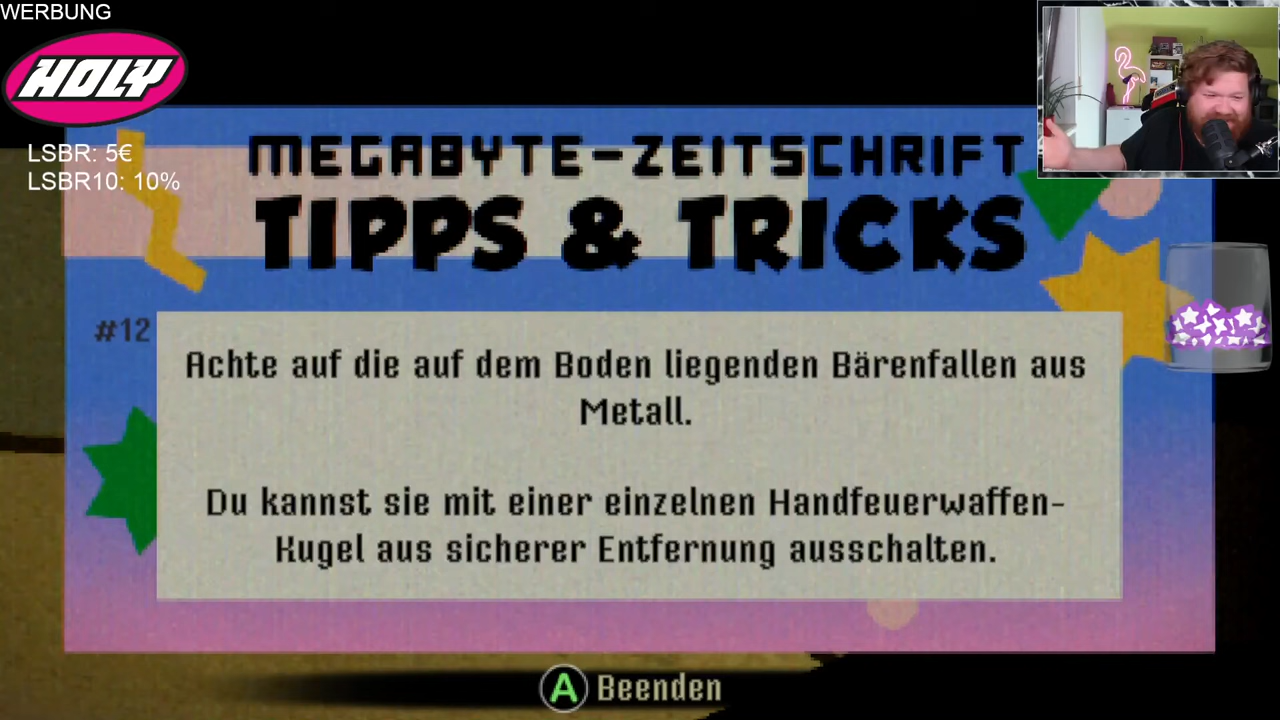 WERBUNG
HOLY
LSBR: 5€
LSBR10: 10%
MEGABYTE-ZEITSCHRIFT
TIPPS & TRICKS
#12
Achte auf die auf dem Boden liegenden Bärenfallen aus
Metall.
Du kannst sie mit einer einzelnen Handfeuerwaffen-
Kugel aus sicherer Entfernung ausschalten.
A Beenden